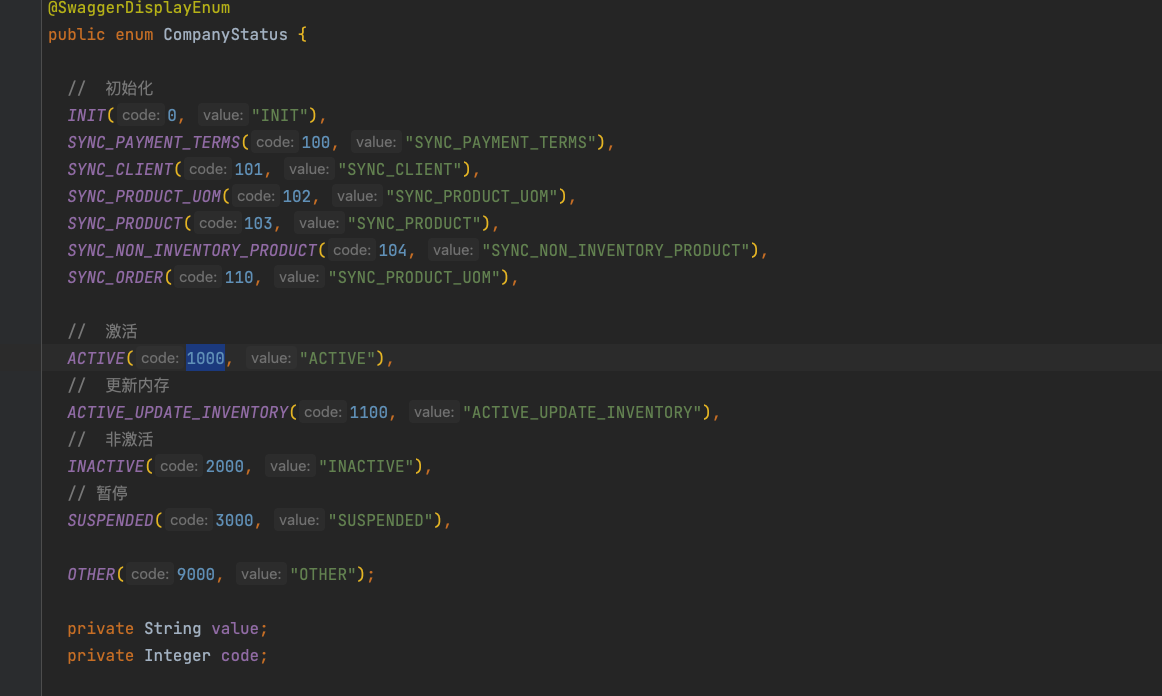 @SwaggerDisplayEnum
public enum CompanyStatus {
//  初始化
INIT( code: 0,  value: "INIT"),
SYNC_PAYMENT_TERMS( code: 100,  value: "SYNC_PAYMENT_TERMS"),
SYNC_CLIENT( code: 101,  value: "SYNC_CLIENT"),
SYNC_PRODUCT_UOM( code: 102,  value: "SYNC_PRODUCT_UOM"),
SYNC_PRODUCT( code: 103,  value: "SYNC_PRODUCT"),
SYNC_NON_INVENTORY_PRODUCT( code: 104,  value: "SYNC_NON_INVENTORY_PRODUCT"),
SYNC_ORDER( code: 110,  value: "SYNC_PRODUCT_UOM"),
//  激活
ACTIVE( code: 1000,  value: "ACTIVE"),
//  更新内存
ACTIVE_UPDATE_INVENTORY( code: 1100,  value: "ACTIVE_UPDATE_INVENTORY"),
//  非激活
INACTIVE( code: 2000,  value: "INACTIVE"),
// 暂停
SUSPENDED( code: 3000,  value: "SUSPENDED"),
OTHER( code: 9000,  value: "OTHER");
private String value;
private Integer code;